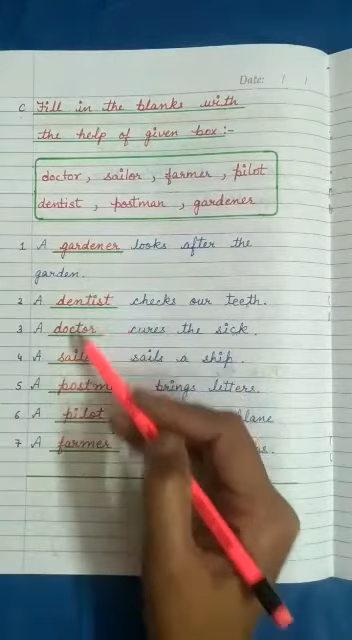 Date: / /
C Fill in the blanks with
the help of given box:-
doctor, sailor, farmer, pilot
dentist, postman, gardener
1 A gardener looks after the
garden.
2 A dentist checks our teeth.
3 A doctor cures the sick.
4 A sails a ship.
5 A brings letters.
6 A pilot plane
7 A farmer